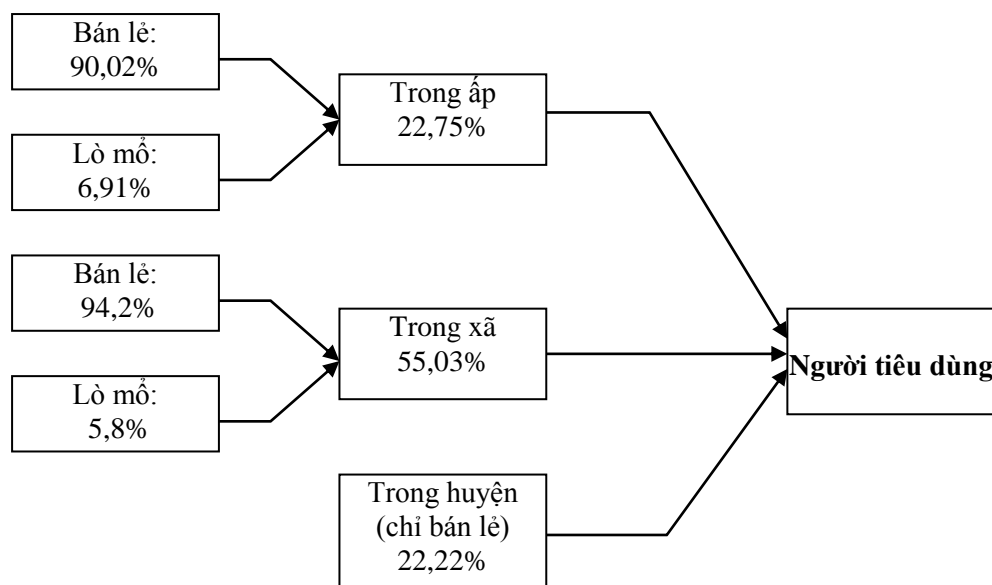 Bán lẻ:
90,02%
Lò mổ:
6,91%
Trong ấp
22,75%
Bán lẻ:
94,2%
Lò mổ:
5,8%
Trong xã
55,03%
Trong huyện
(chỉ bán lẻ)
22,22%
Người tiêu dùng